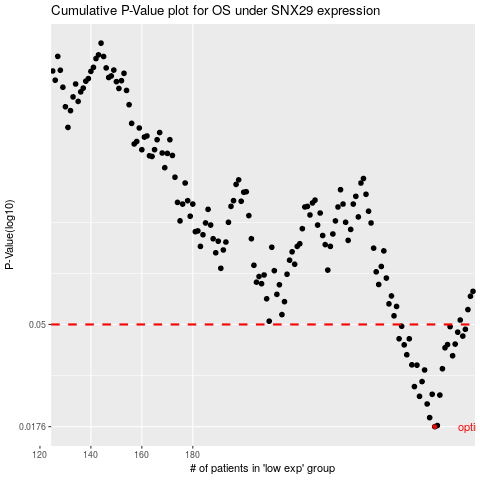 Cumulative P-Value plot for OS under SNX29 expression
P-Value(log10)
0.05
0.0176
opti
120 140 160 180
# of patients in 'low exp' group